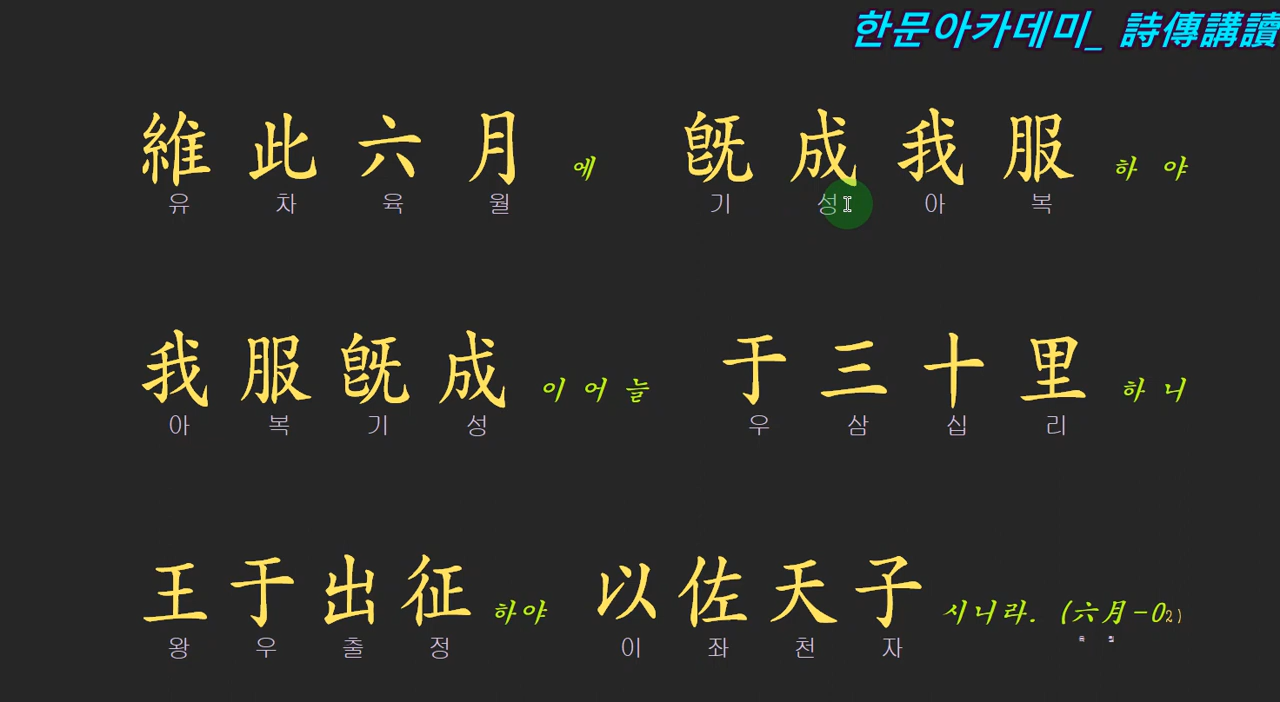 한문아카데미_ 詩傳講讀
維此六月에 旣成我服하야
유 차 육 월 기 성 아 복
我服旣成이어늘 于三十里하니
아 복 기 성 우 삼 십 리
王于出征하야 以佐天子시니라. (六月-02)
왕 우 출 정 이 좌 천 자